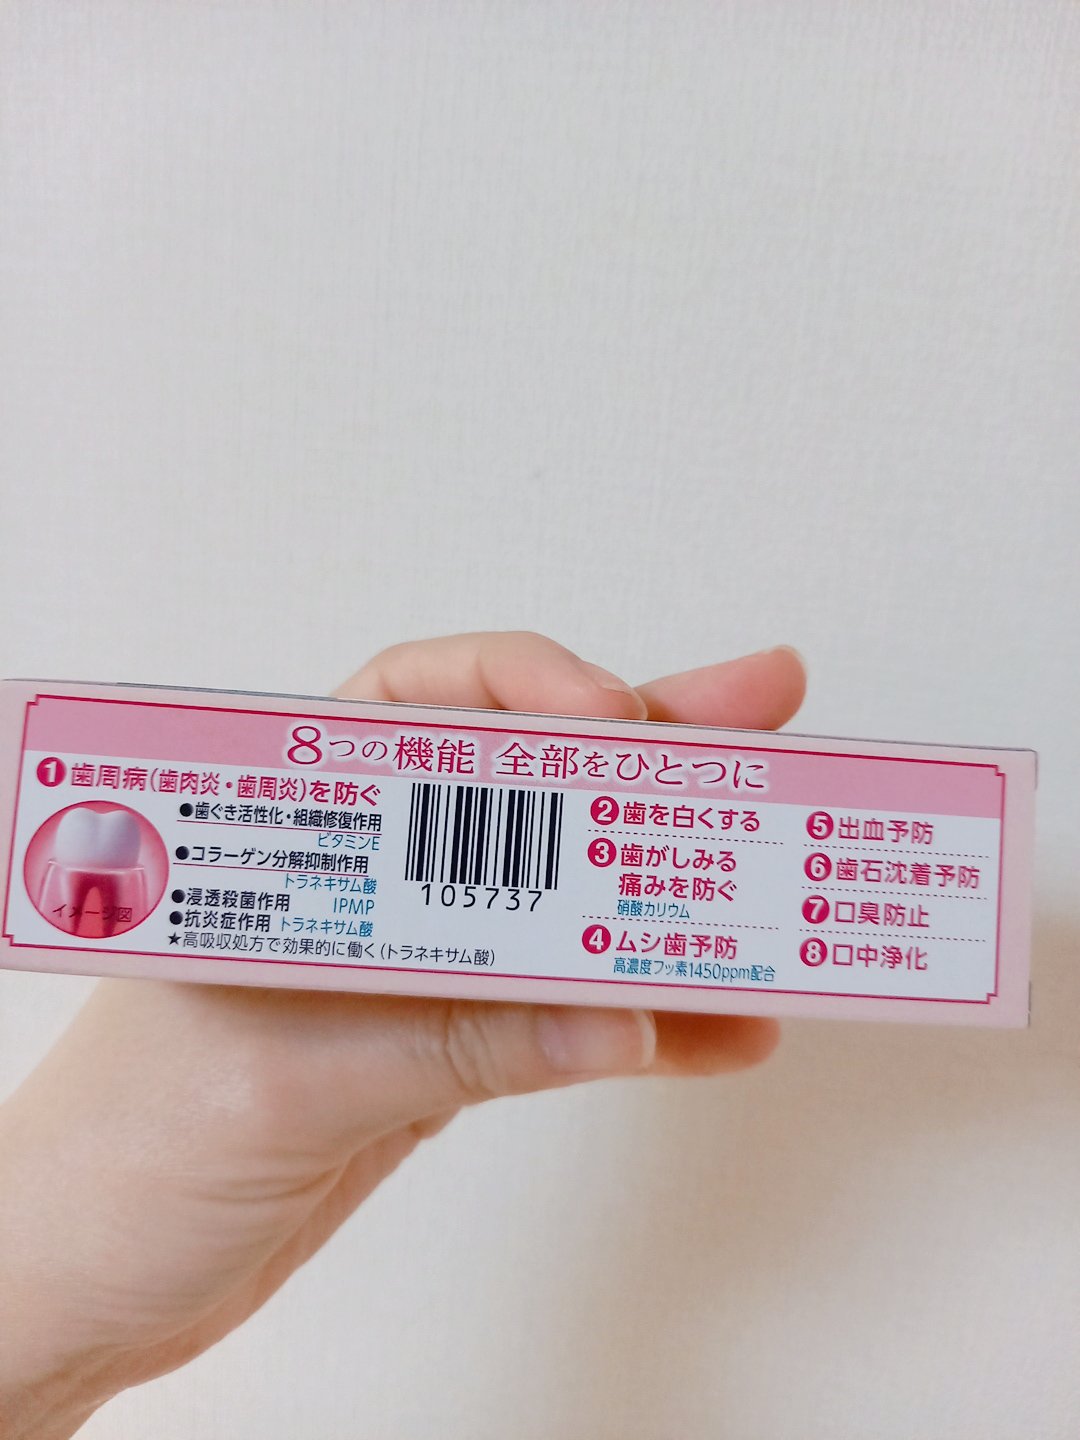 8つの機能 全部をひとつに
1 歯周病(歯肉炎・歯周炎)を防ぐ
●歯ぐき活性化・組織修復作用
ビタミンE
●コラーゲン分解抑制作用
トラネキサム酸
●浸透殺菌作用 IPMP
●抗炎症作用 トラネキサム酸
★高吸収処方で効果的に働く(トラネキサム酸)
イメージ図
105737
2 歯を白くする
3 歯がしみる
痛みを防ぐ
硝酸カリウム
4 ムシ歯予防
高濃度フッ素1450ppm配合
5 出血予防
6 歯石沈着予防
7 口臭防止
8 口中浄化